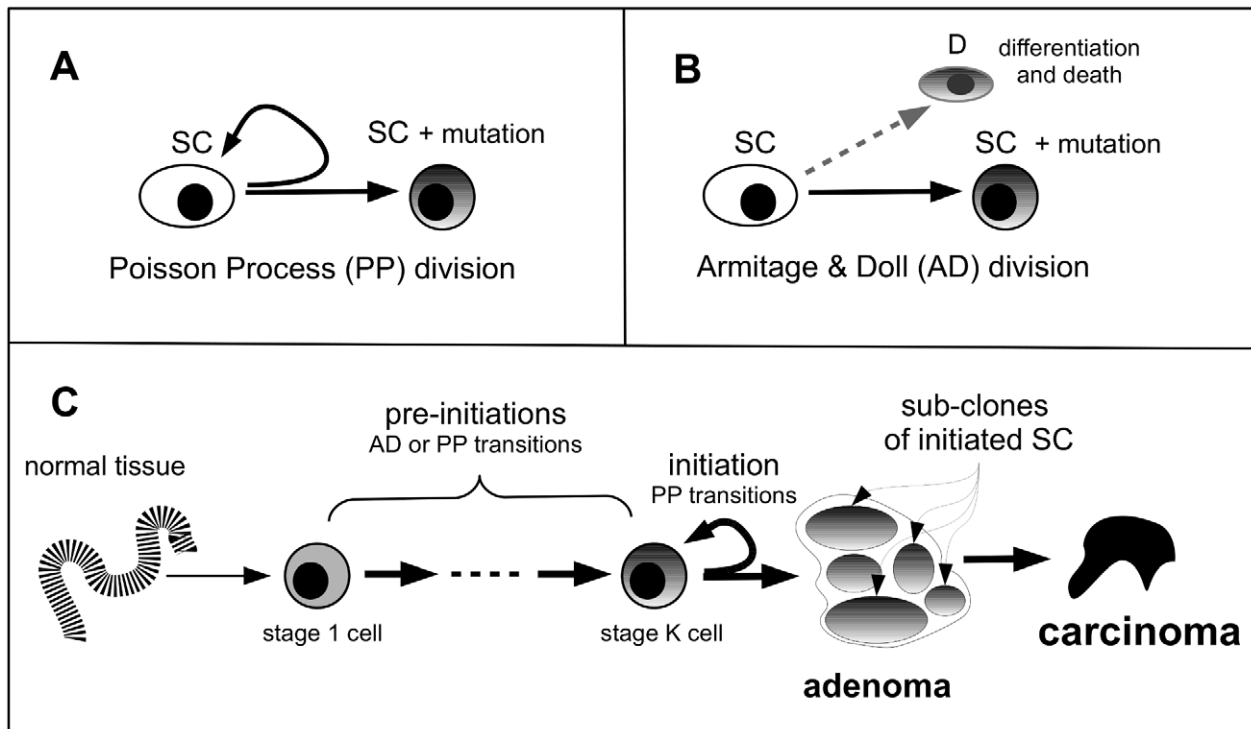 A
SC
SC + mutation
Poisson Process (PP) division
B
D
differentiation
and death
SC
SC + mutation
Armitage & Doll (AD) division
C
normal tissue
pre-initiations
AD or PP transitions
initiation
PP transitions
sub-clones
of initiated SC
stage 1 cell
stage K cell
adenoma
carcinoma